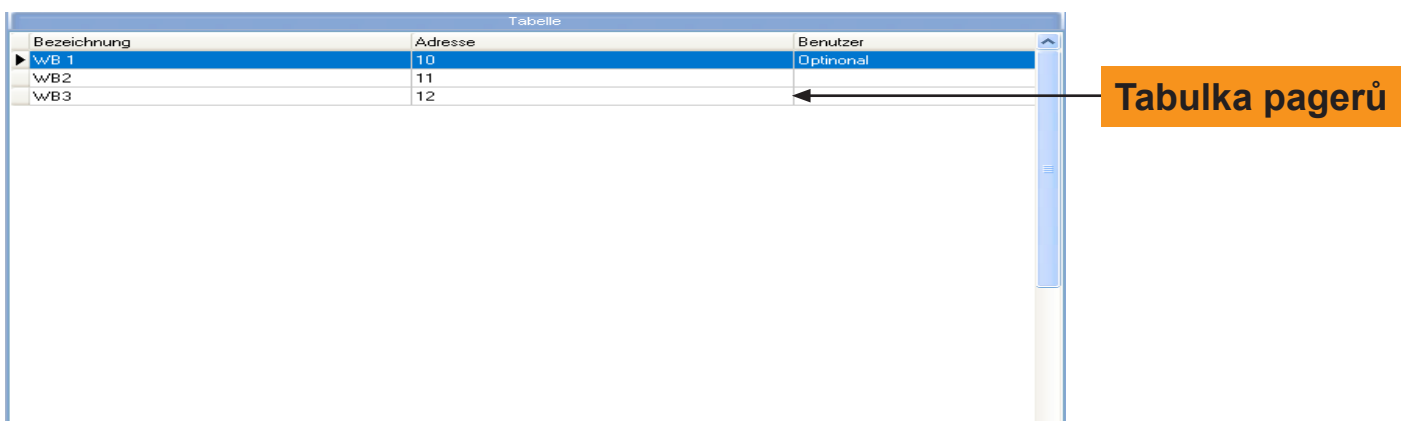 Tabelle
Bezeichnung Adresse Benutzer
WB 1 10 Optinonal
WB2 11
WB3 12
Tabulka pagerů